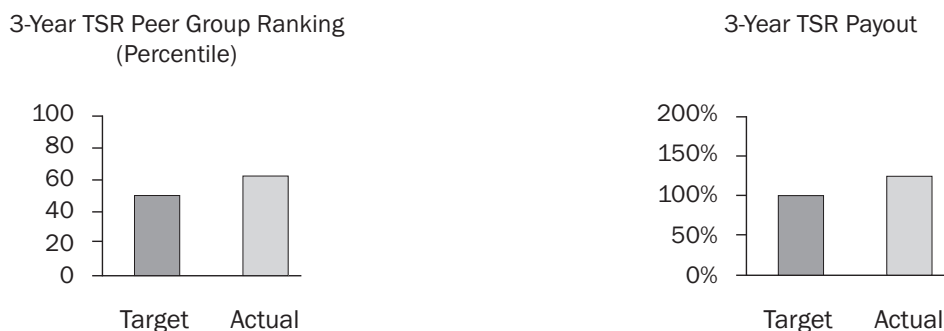 3-Year TSR Peer Group Ranking
(Percentile)
100
80
60
40
20
0
Target Actual
3-Year TSR Payout
200%
150%
100%
50%
0%
Target Actual